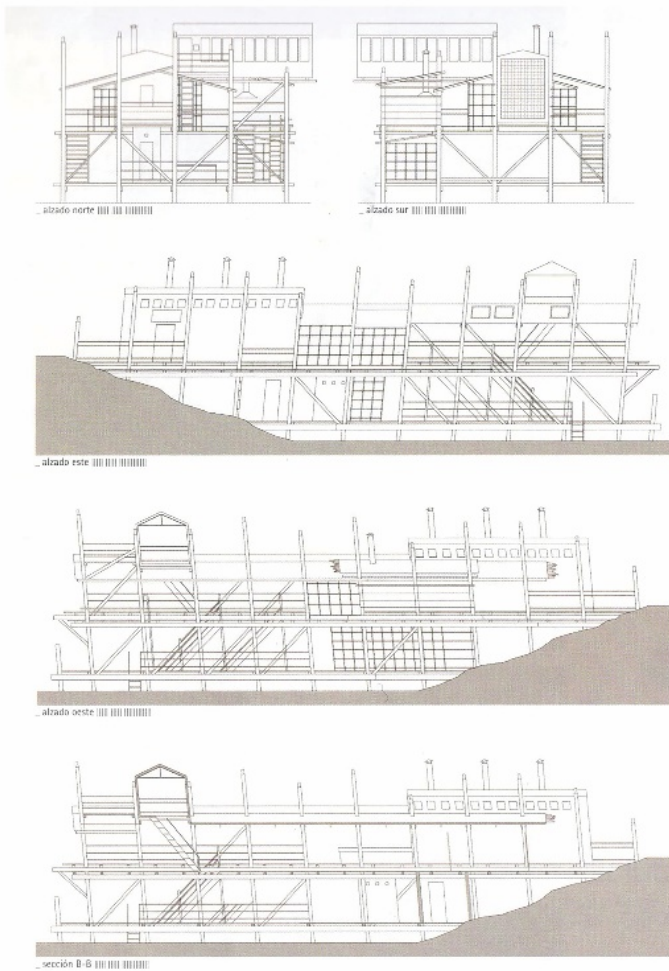 _ alzado norte
_ alzado sur
_ alzado este
_ alzado oeste
_ sección B-B